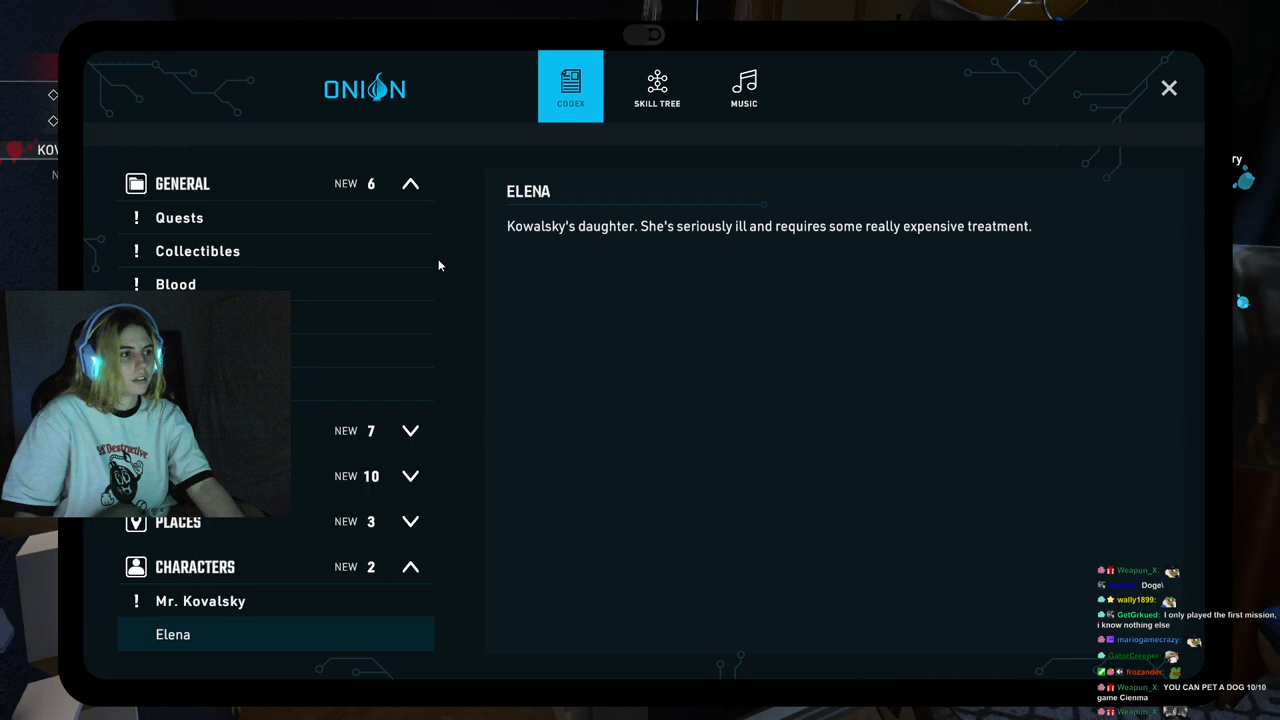 ONION
CODEX
SKILL TREE
MUSIC
KOV
N
ry
GENERAL NEW 6
! Quests
! Collectibles
! Blood
NEW 7
NEW 10
PLACES NEW 3
CHARACTERS NEW 2
! Mr. Kovalsky
Elena
ELENA
Kowalsky's daughter. She's seriously ill and requires some really expensive treatment.
Destructive
Weapun_X:
Doge\
wally1899:
GetGrkued: I only played the first mission,
i know nothing else
mariogamecrazy:
GatorCreeper:
frozander:
Weapun_X: YOU CAN PET A DOG 10/10
game Cienma
Weapun_X: